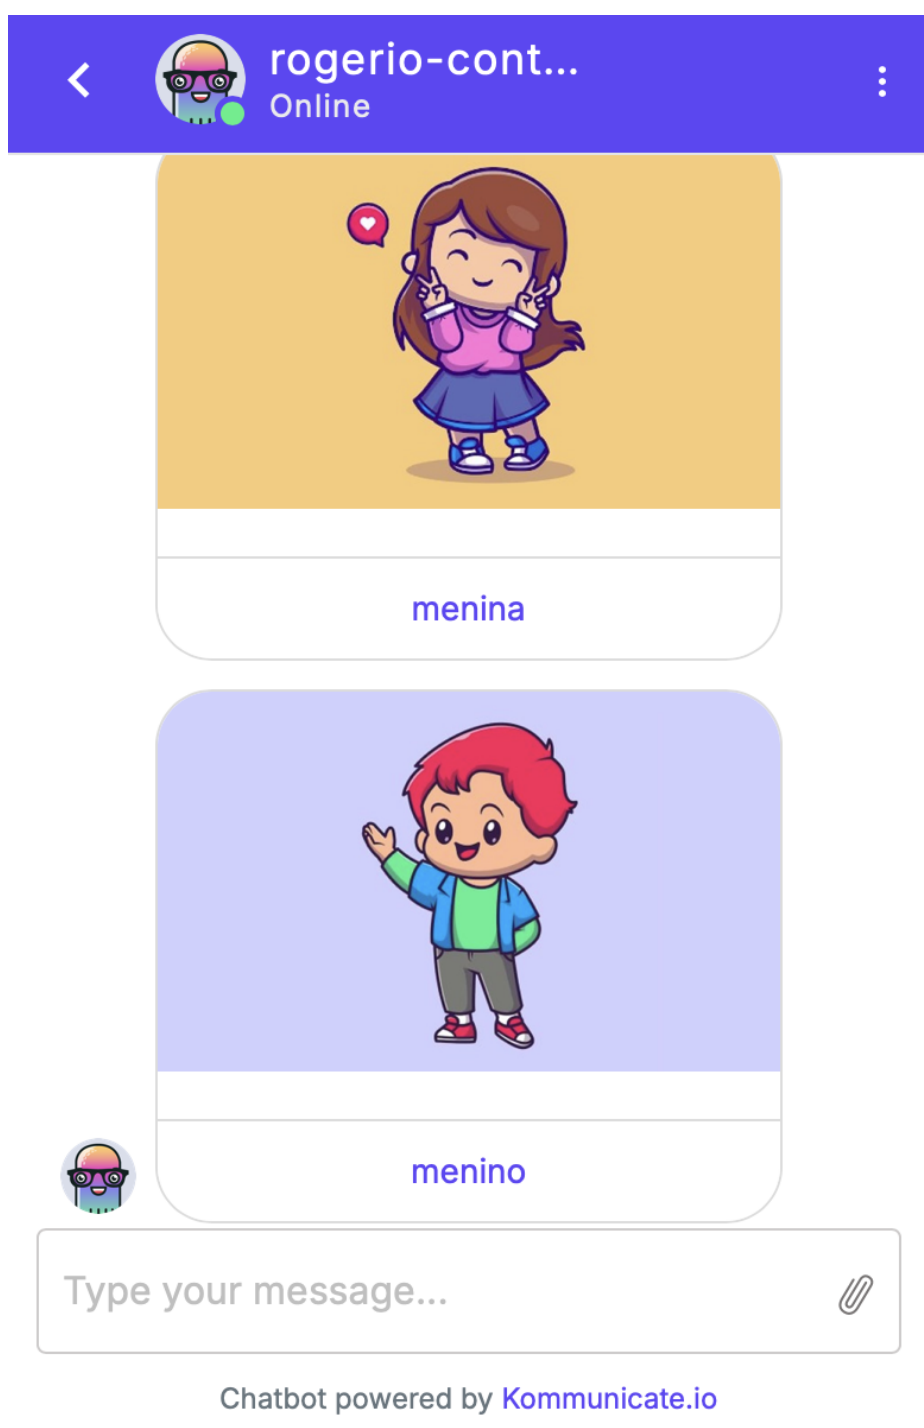 rogerio-cont...
Online
menina
menino
Type your message...
Chatbot powered by Kommunicate.io